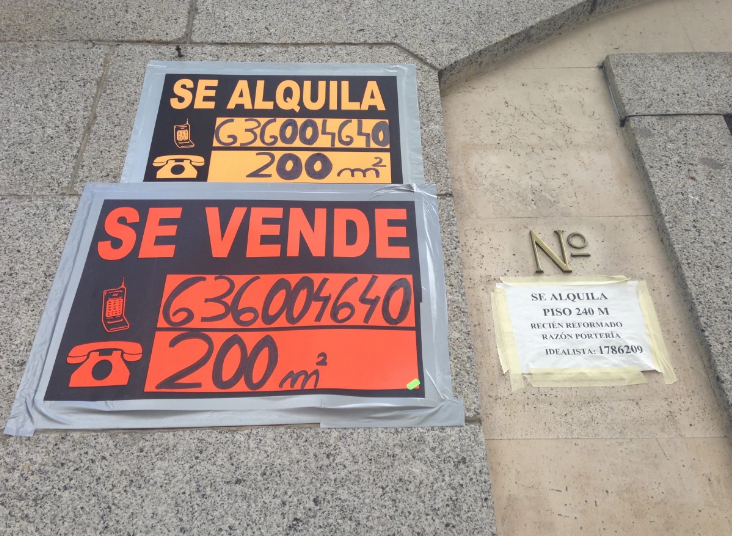 SE ALQUILA
636004640
200 m²
SE VENDE
636004640
200 m²
Nº
SE ALQUILA
PISO 240 M
RECIÉN REFORMADO
RAZÓN PORTERÍA
IDEALISTA: 1786209